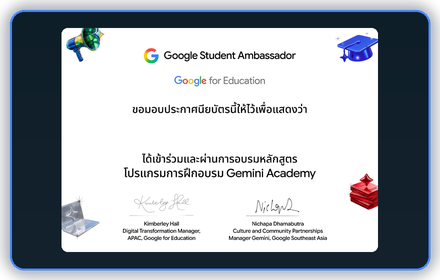 Google Student Ambassador
Google for Education
ขอมอบประกาศนียบัตรนี้ให้ไว้เพื่อแสดงว่า
ได้เข้าร่วมและผ่านการอบรมหลักสูตร
โปรแกรมการฝึกอบรม Gemini Academy
Kimberley Hall
Digital Transformation Manager,
APAC, Google for Education
Nichapa Dhamabutra
Culture and Community Partnerships
Manager Gemini, Google Southeast Asia